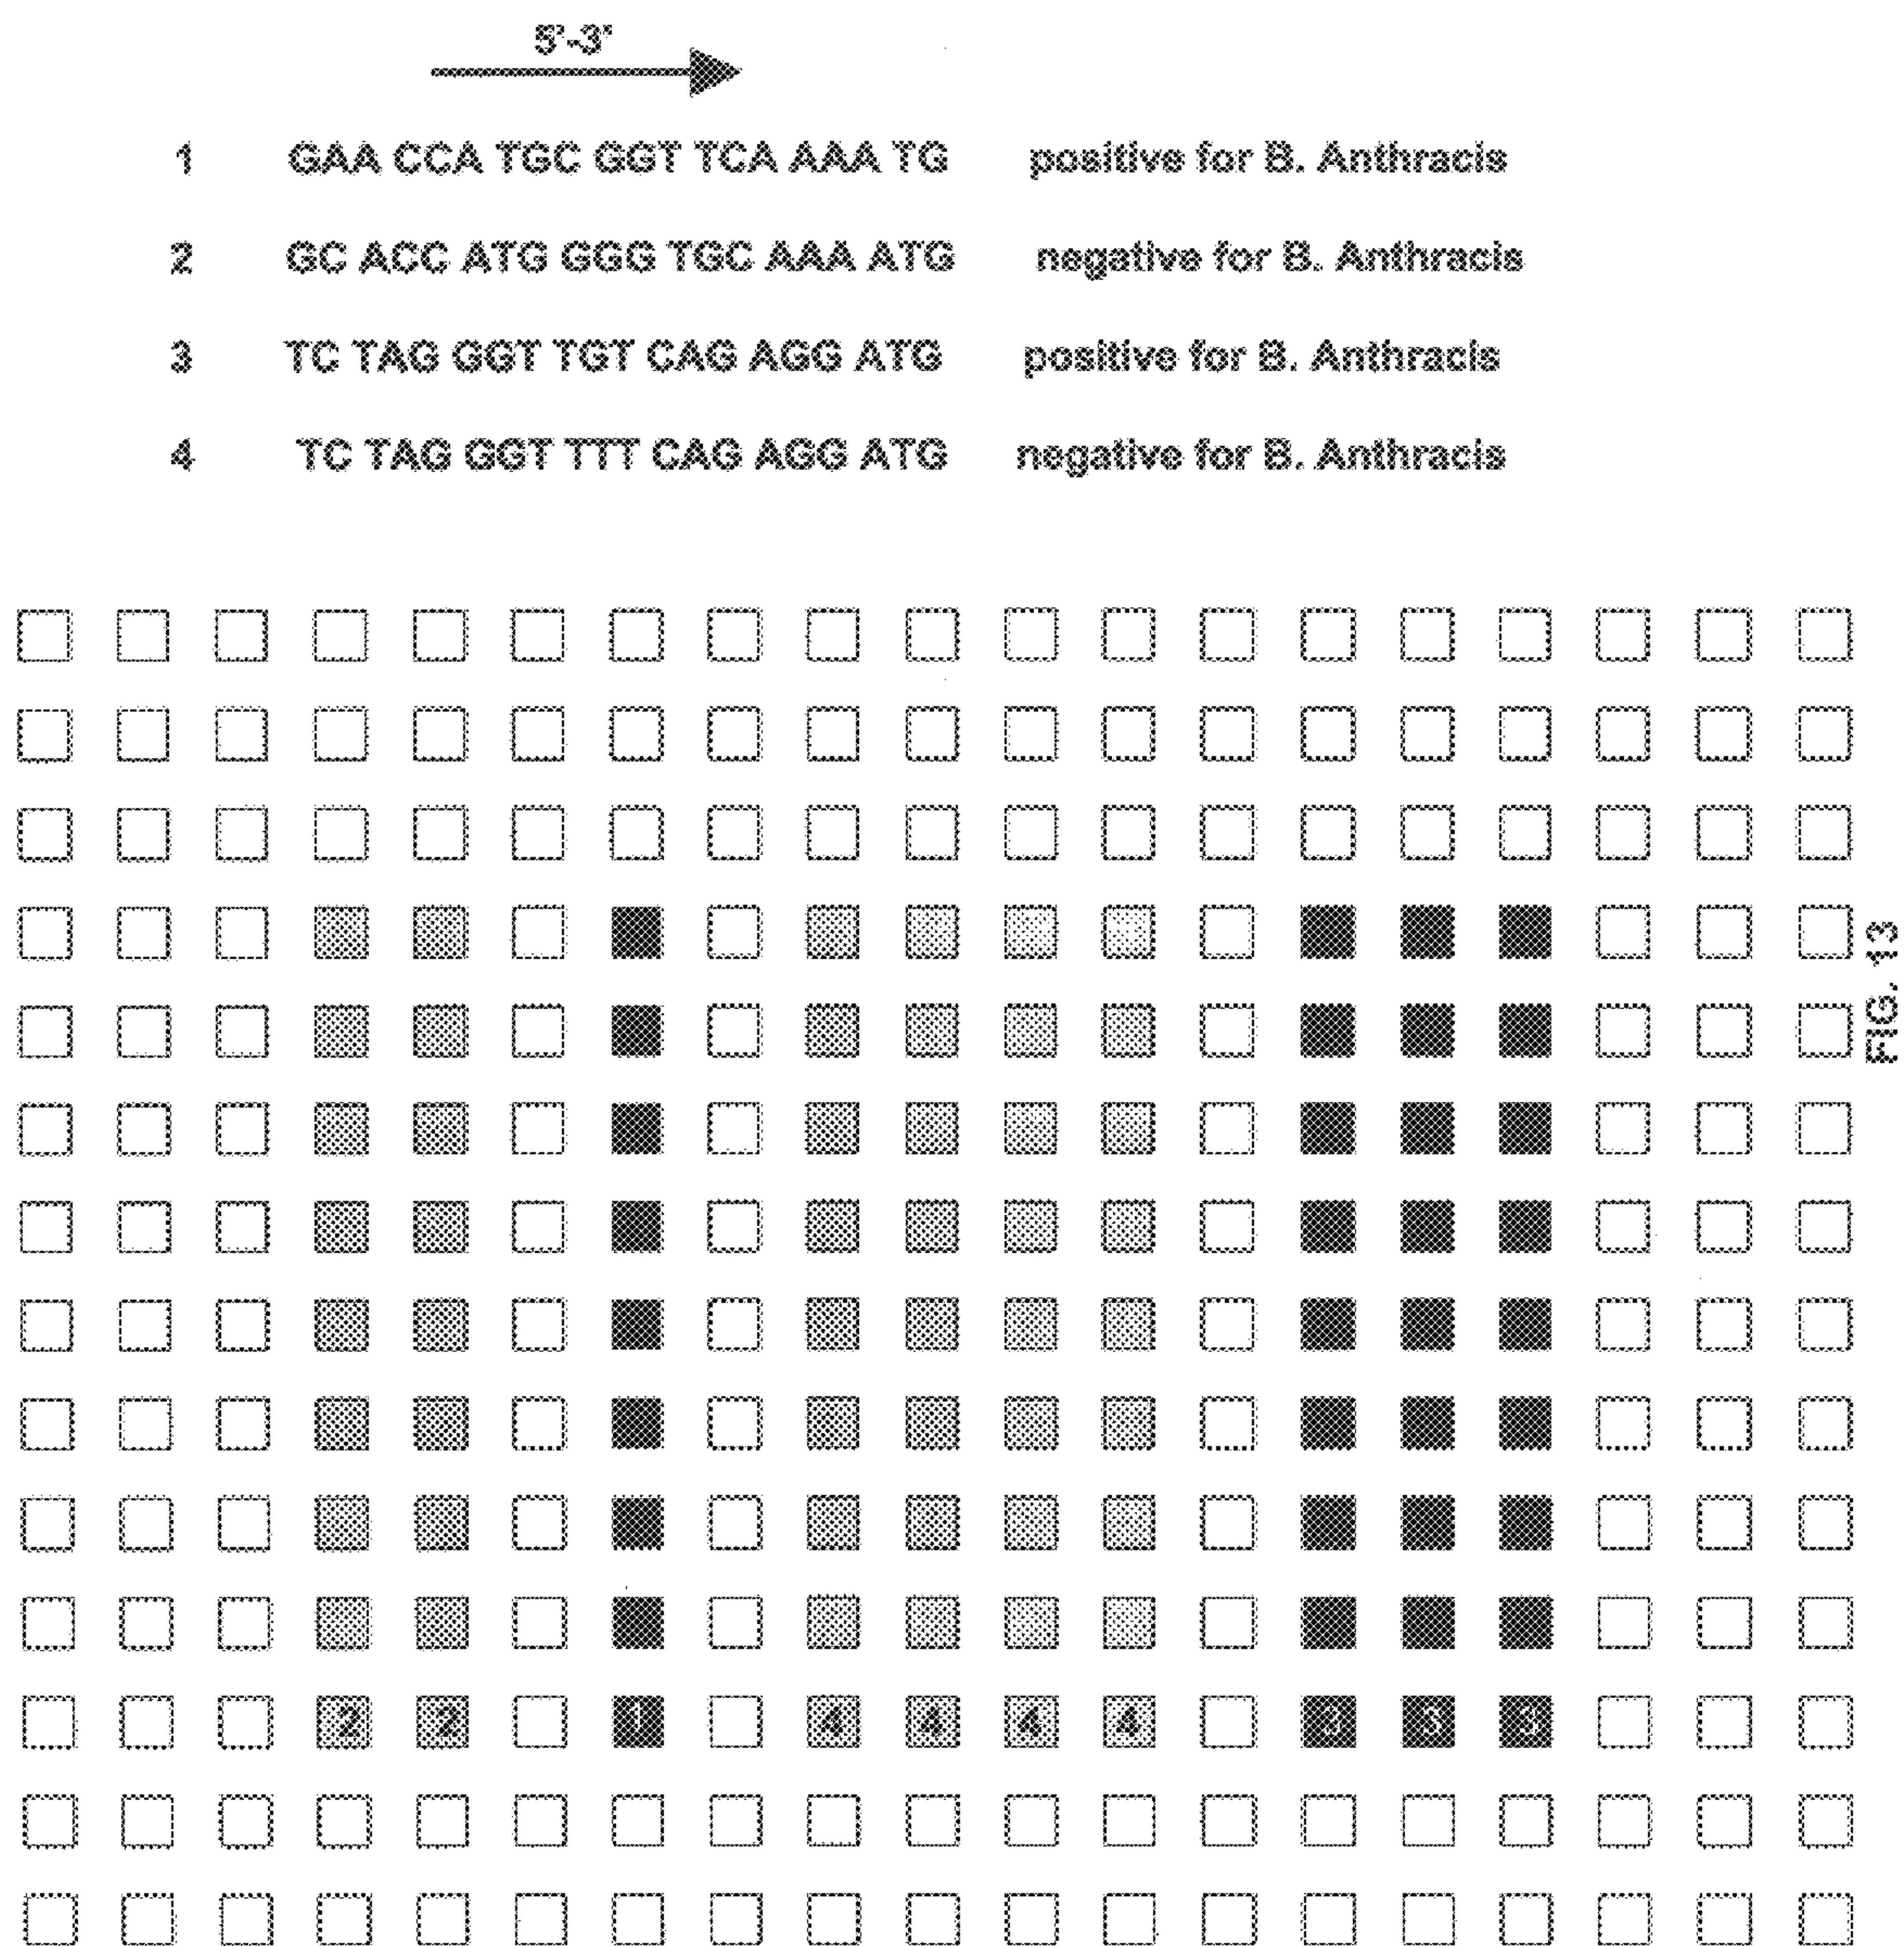 5'-3'
1 GAA CCA TGC GGT TCA AAA TG positive for B. Anthracis
2 GC ACC ATG GGG TGC AAA ATG negative for B. Anthracis
3 TC TAG GGT TGT CAG AGG ATG positive for B. Anthracis
4 TC TAG GGT TTT CAG AGG ATG negative for B. Anthracis
FIG. 13
2 2 1 4 4 4 4 3 3 3